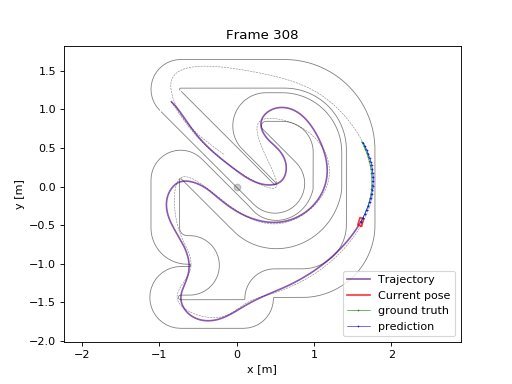 Frame 308
y [m]
1.5
1.0
0.5
0.0
−0.5
−1.0
−1.5
−2.0
−2
−1
0
1
2
x [m]
Trajectory
Current pose
ground truth
prediction